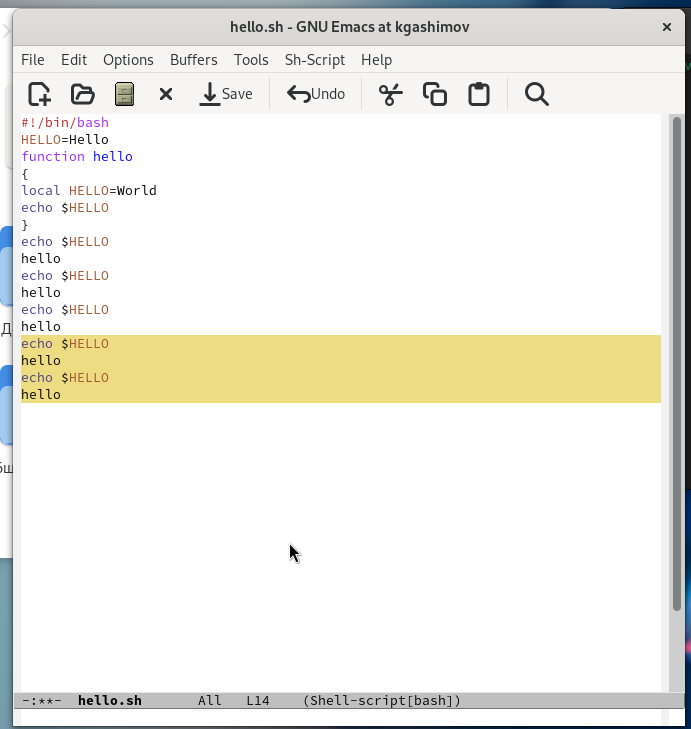 hello.sh - GNU Emacs at kgashimov
File Edit Options Buffers Tools Sh-Script Help
Save Undo
#!/bin/bash
HELLO=Hello
function hello
{
local HELLO=World
echo $HELLO
}
echo $HELLO
hello
echo $HELLO
hello
echo $HELLO
hello
echo $HELLO
hello
echo $HELLO
hello
-:**- hello.sh All L14 (Shell-script[bash])